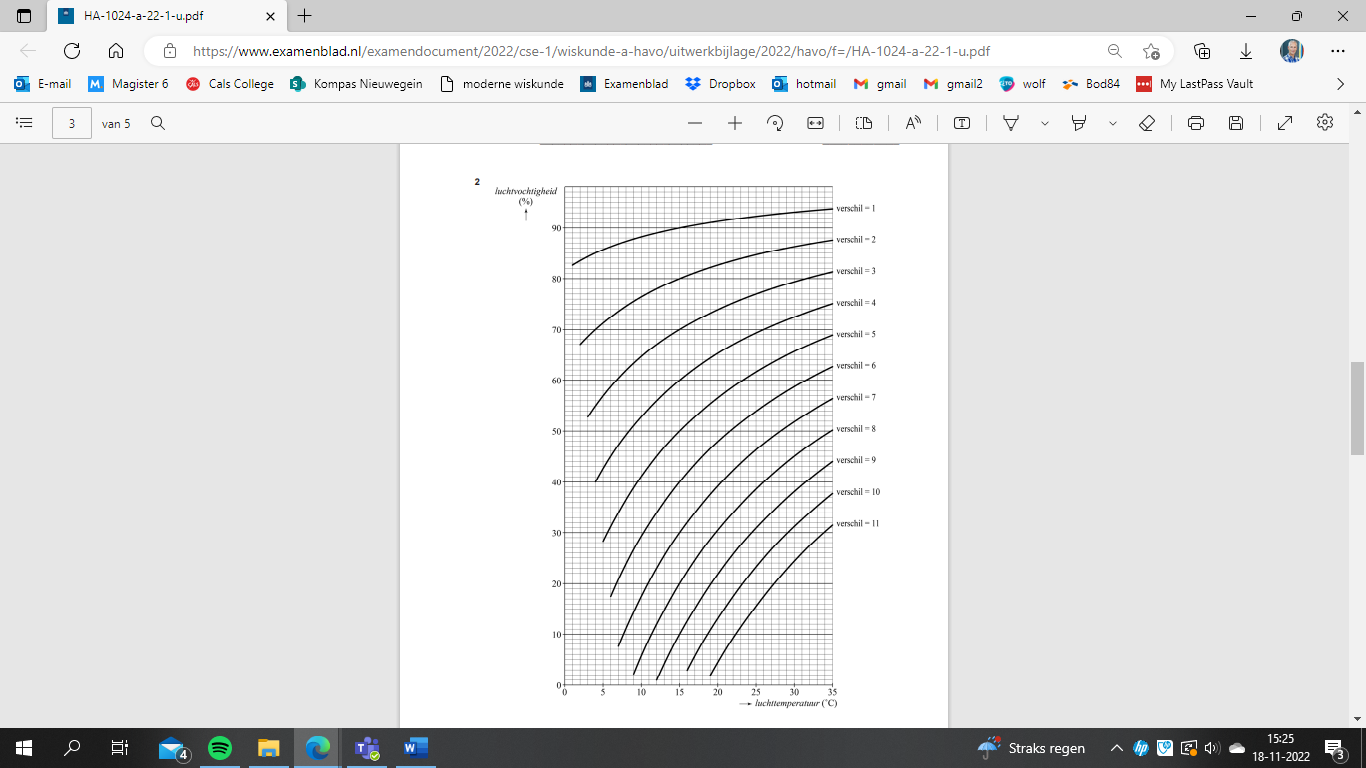 HA-1024-a-22-1-u.pdf
https://www.examenblad.nl/examendocument/2022/cse-1/wiskunde-a-havo/uitwerkbijlage/2022/havo/f=/HA-1024-a-22-1-u.pdf
E-mail Magister 6 Cals College Kompas Nieuwegein moderne wiskunde Examenblad Dropbox hotmail gmail gmail2 wolf Bod84 My LastPass Vault
3 van 5
2
luchtvochtigheid
(%)
verschil = 1
90
verschil = 2
80
verschil = 3
verschil = 4
70
verschil = 5
verschil = 6
60
verschil = 7
verschil = 8
50
verschil = 9
40
verschil = 10
verschil = 11
30
20
10
0
0 5 10 15 20 25 30 35
luchttemperatuur (°C)
Straks regen
15:25
18-11-2022
4
3